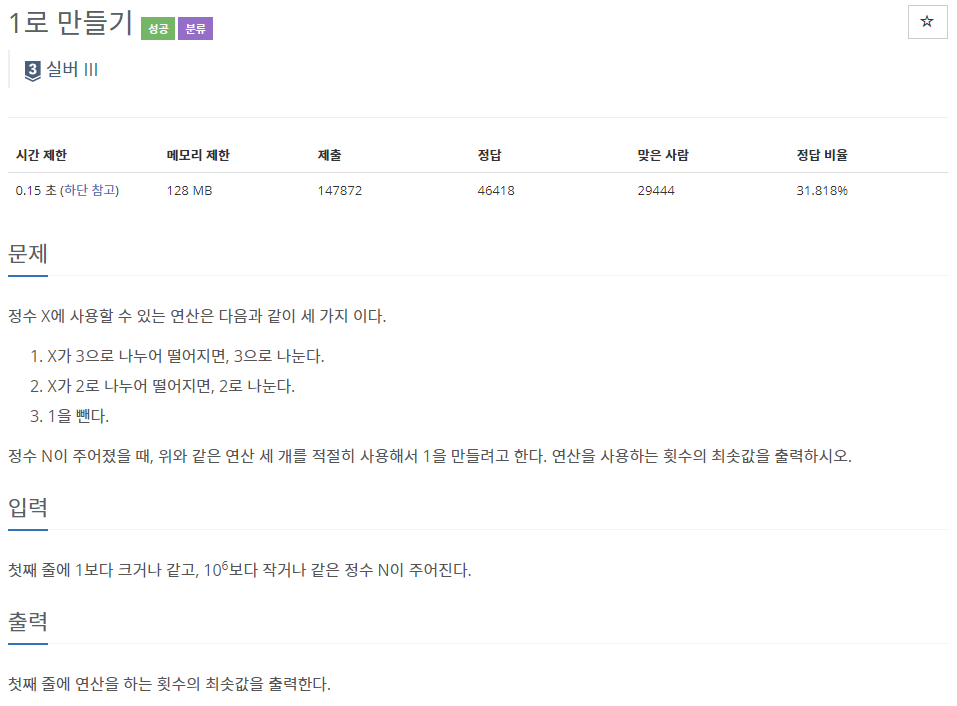 1로 만들기 성공 분류
☆
3 실버 III
시간 제한 메모리 제한 제출 정답 맞은 사람 정답 비율
0.15 초 (하단 참고) 128 MB 147872 46418 29444 31.818%
문제
정수 X에 사용할 수 있는 연산은 다음과 같이 세 가지 이다.
1. X가 3으로 나누어 떨어지면, 3으로 나눈다.
2. X가 2로 나누어 떨어지면, 2로 나눈다.
3. 1을 뺀다.
정수 N이 주어졌을 때, 위와 같은 연산 세 개를 적절히 사용해서 1을 만들려고 한다. 연산을 사용하는 횟수의 최솟값을 출력하시오.
입력
첫째 줄에 1보다 크거나 같고, 10⁶보다 작거나 같은 정수 N이 주어진다.
출력
첫째 줄에 연산을 하는 횟수의 최솟값을 출력한다.